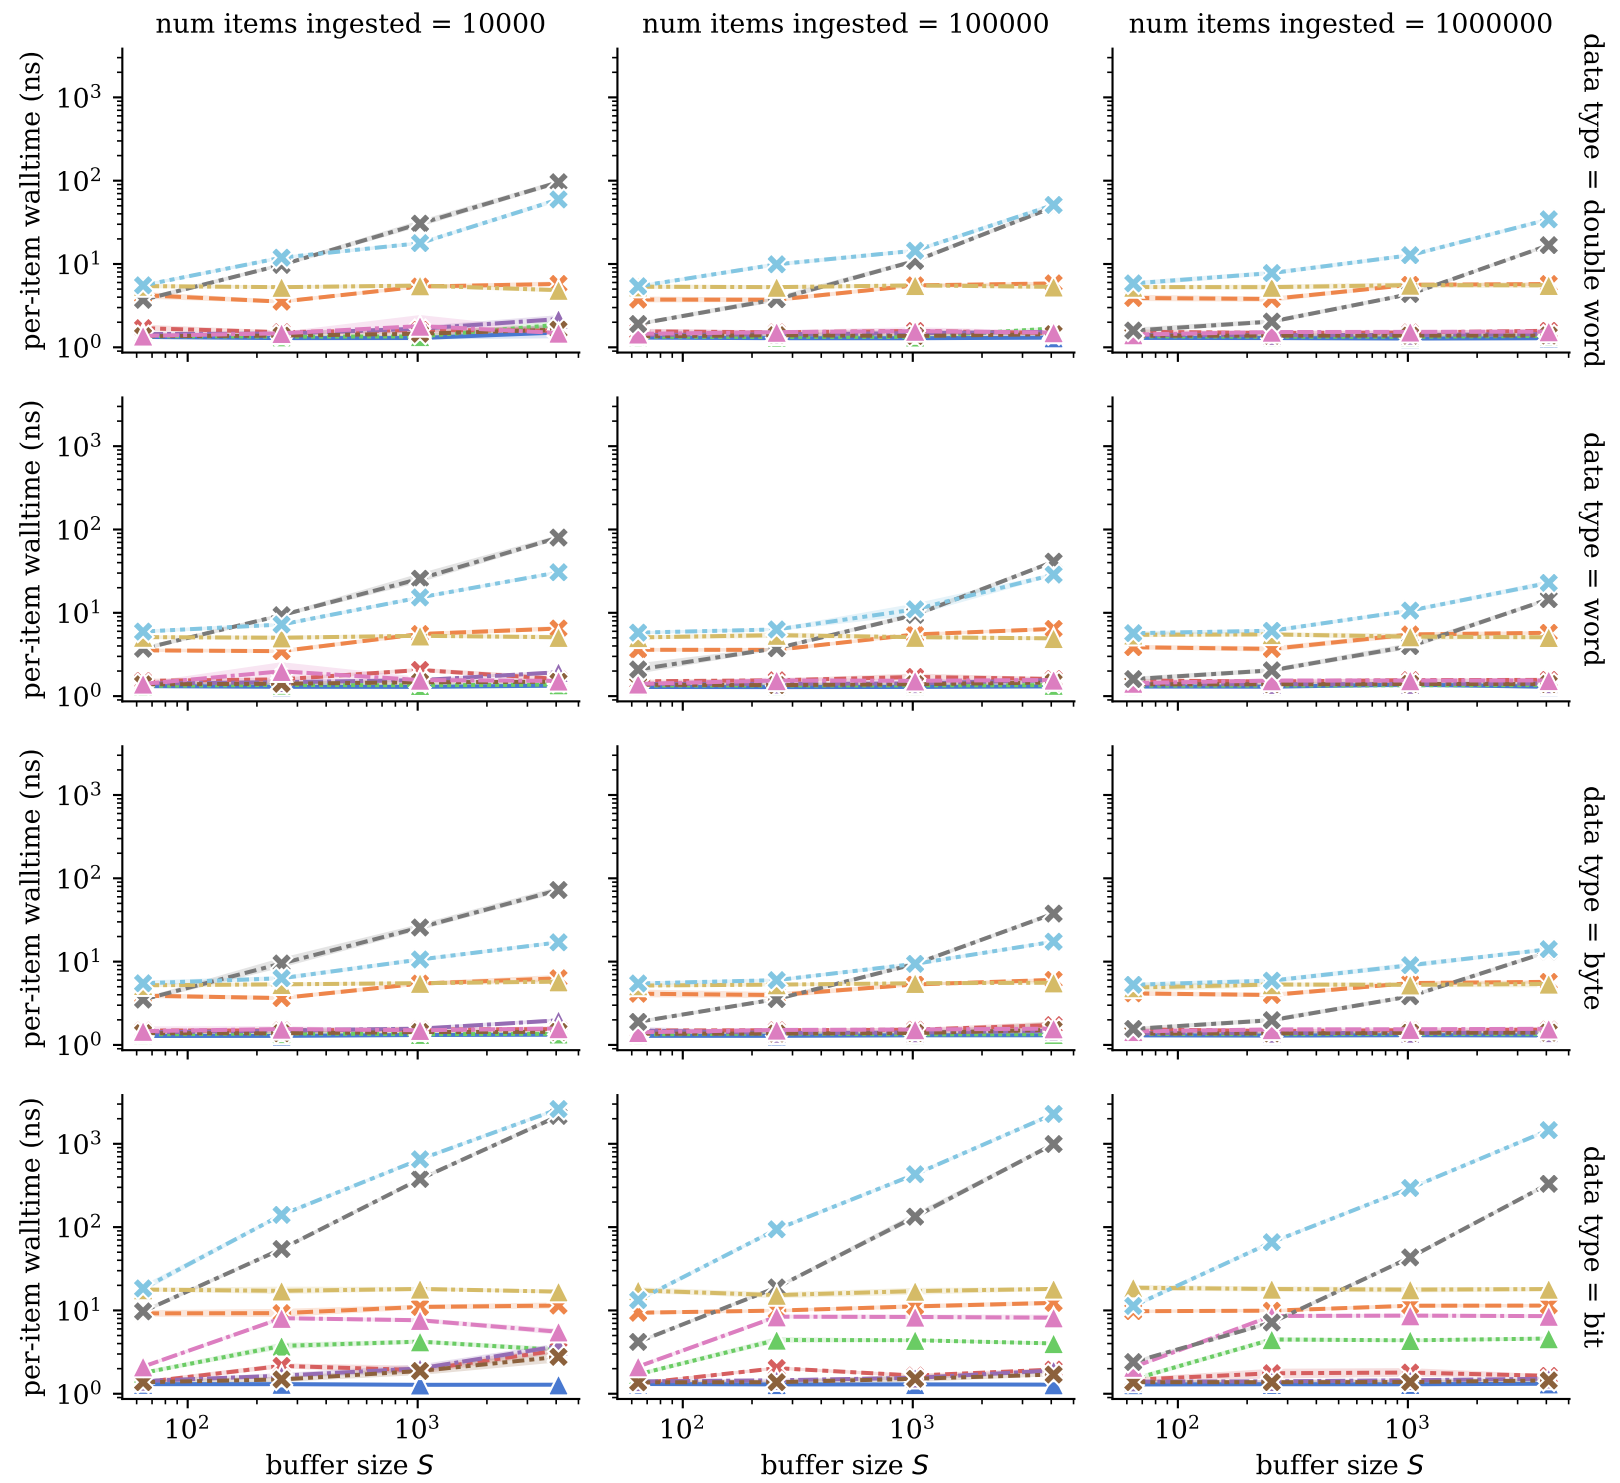 num items ingested = 10000
num items ingested = 100000
num items ingested = 1000000
per-item walltime (ns)
10³
10²
10¹
10⁰
data type = double word
per-item walltime (ns)
10³
10²
10¹
10⁰
data type = word
per-item walltime (ns)
10³
10²
10¹
10⁰
data type = byte
per-item walltime (ns)
10³
10²
10¹
10⁰
data type = bit
10² 10³
10² 10³
10² 10³
buffer size S
buffer size S
buffer size S